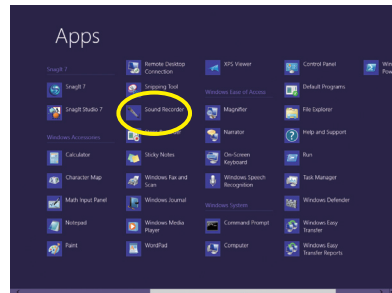 Apps
SnagIt 7
SnagIt 7
SnagIt Studio 7
Windows Accessories
Calculator
Character Map
Math Input Panel
Notepad
Paint
Remote Desktop
Connection
Snipping Tool
Sound Recorder
Sticky Notes
Windows Fax and
Scan
Windows Journal
Windows Media
Player
WordPad
XPS Viewer
Windows Ease of Access
Magnifier
Narrator
On-Screen
Keyboard
Windows Speech
Recognition
Windows System
Command Prompt
Computer
Control Panel
Default Programs
File Explorer
Help and Support
Run
Task Manager
Windows Defender
Windows Easy
Transfer
Windows Easy
Transfer Reports
Win
Pow